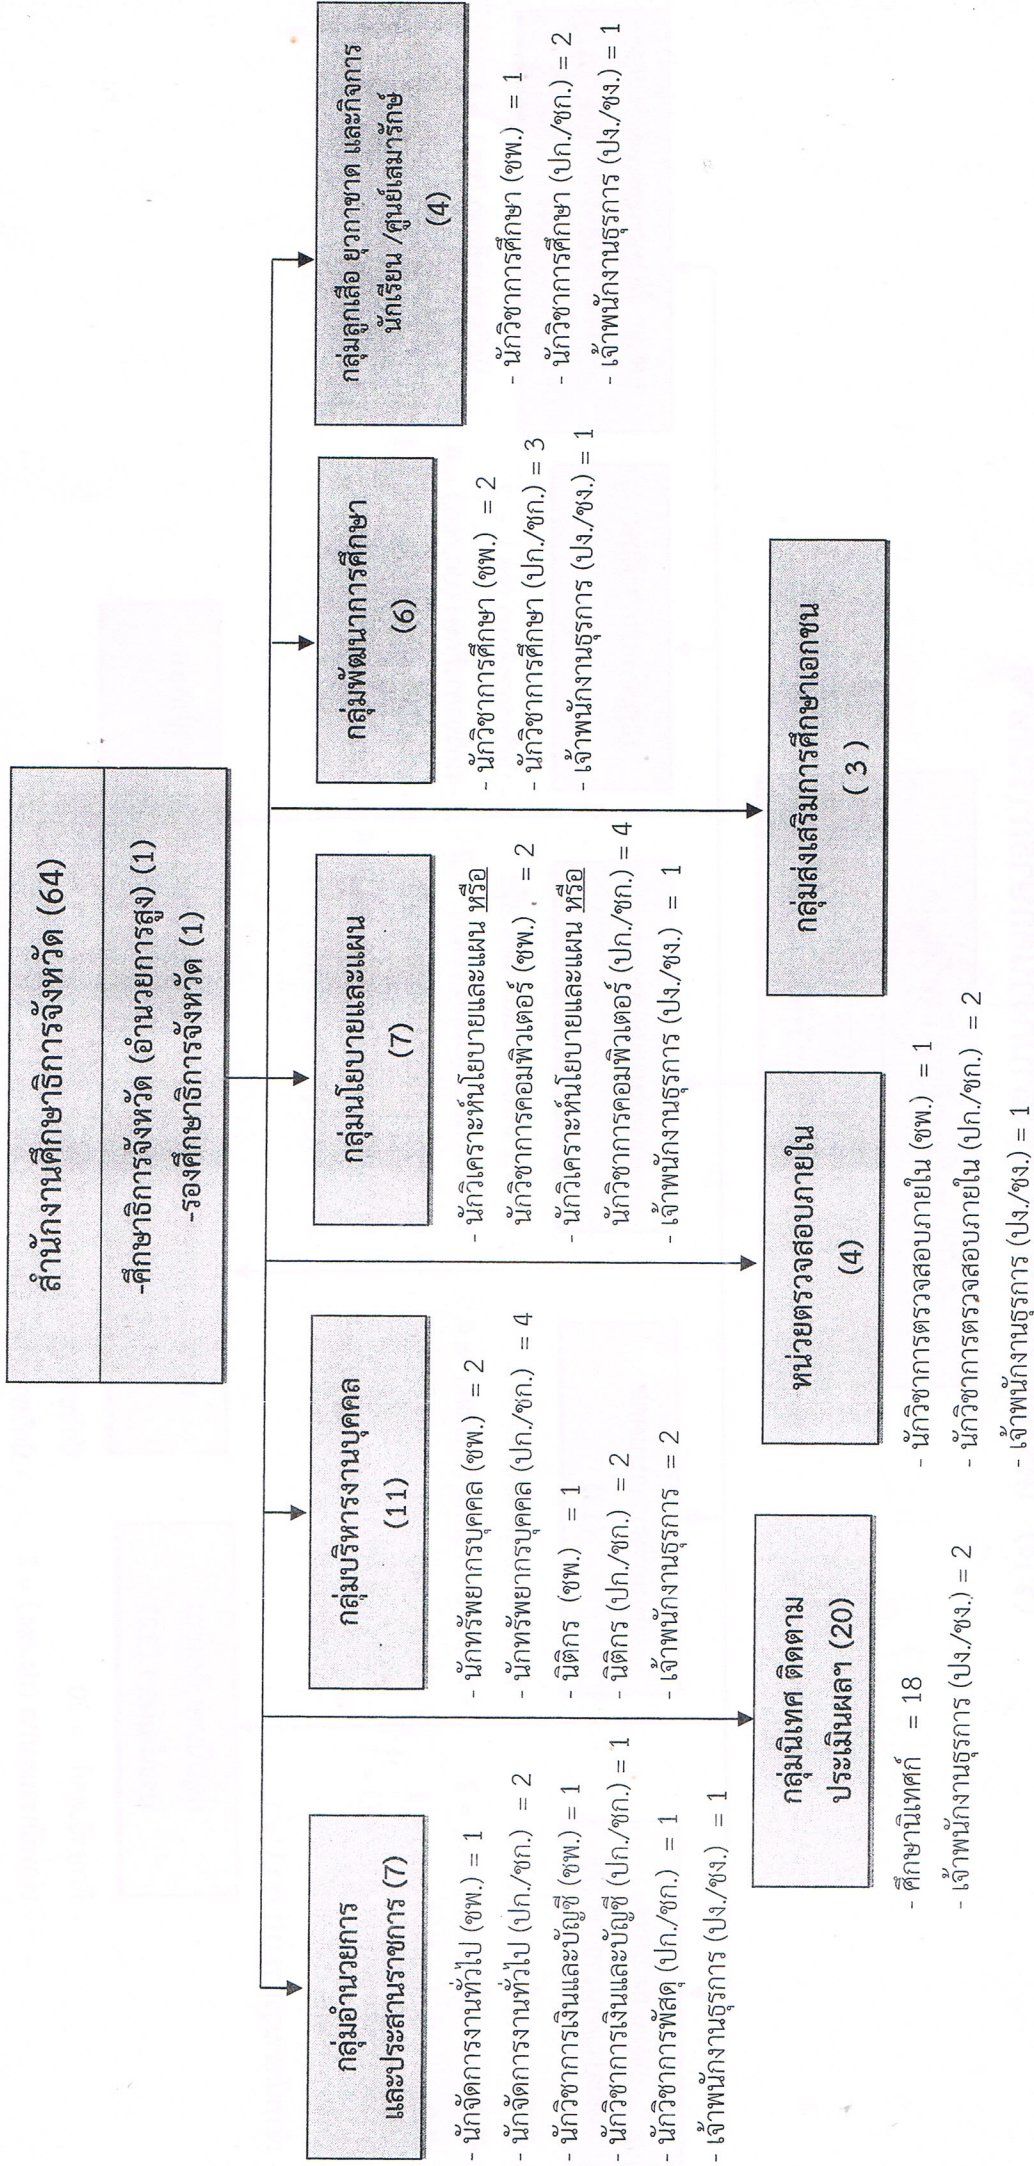 สำนักงานศึกษาธิการจังหวัด (64)
-ศึกษาธิการจังหวัด (อำนวยการสูง) (1)
-รองศึกษาธิการจังหวัด (1)
กลุ่มอำนวยการ
และประสานราชการ (7)
- นักจัดการงานทั่วไป (ชพ.) = 1
- นักจัดการงานทั่วไป (ปก./ชก.) = 2
- นักวิชาการเงินและบัญชี (ชพ.) = 1
- นักวิชาการเงินและบัญชี (ปก./ชก.) = 1
- นักวิชาการพัสดุ (ปก./ชก.) = 1
- เจ้าพนักงานธุรการ (ปง./ชง.) = 1
กลุ่มบริหารงานบุคคล
(11)
- นักทรัพยากรบุคคล (ชพ.) = 2
- นักทรัพยากรบุคคล (ปก./ชก.) = 4
- นิติกร (ชพ.) = 1
- นิติกร (ปก./ชก.) = 2
- เจ้าพนักงานธุรการ = 2
กลุ่มนโยบายและแผน
(7)
- นักวิเคราะห์นโยบายและแผน หรือ
นักวิชาการคอมพิวเตอร์ (ชพ.) = 2
- นักวิเคราะห์นโยบายและแผน หรือ
นักวิชาการคอมพิวเตอร์ (ปก./ชก.) = 4
- เจ้าพนักงานธุรการ (ปง./ชง.) = 1
กลุ่มพัฒนาการศึกษา
(6)
- นักวิชาการศึกษา (ชพ.) = 2
- นักวิชาการศึกษา (ปก./ชก.) = 3
- เจ้าพนักงานธุรการ (ปง./ชง.) = 1
กลุ่มลูกเสือ ยุวกาชาด และกิจการ
นักเรียน /ศูนย์เสมารักษ์
(4)
- นักวิชาการศึกษา (ชพ.) = 1
- นักวิชาการศึกษา (ปก./ชก.) = 2
- เจ้าพนักงานธุรการ (ปง./ชง.) = 1
กลุ่มนิเทศ ติดตาม
ประเมินผลฯ (20)
- ศึกษานิเทศก์ = 18
- เจ้าพนักงานธุรการ (ปง./ชง.) = 2
หน่วยตรวจสอบภายใน
(4)
- นักวิชาการตรวจสอบภายใน (ชพ.) = 1
- นักวิชาการตรวจสอบภายใน (ปก./ชก.) = 2
- เจ้าพนักงานธุรการ (ปง./ชง.) = 1
กลุ่มส่งเสริมการศึกษาเอกชน
( 3 )